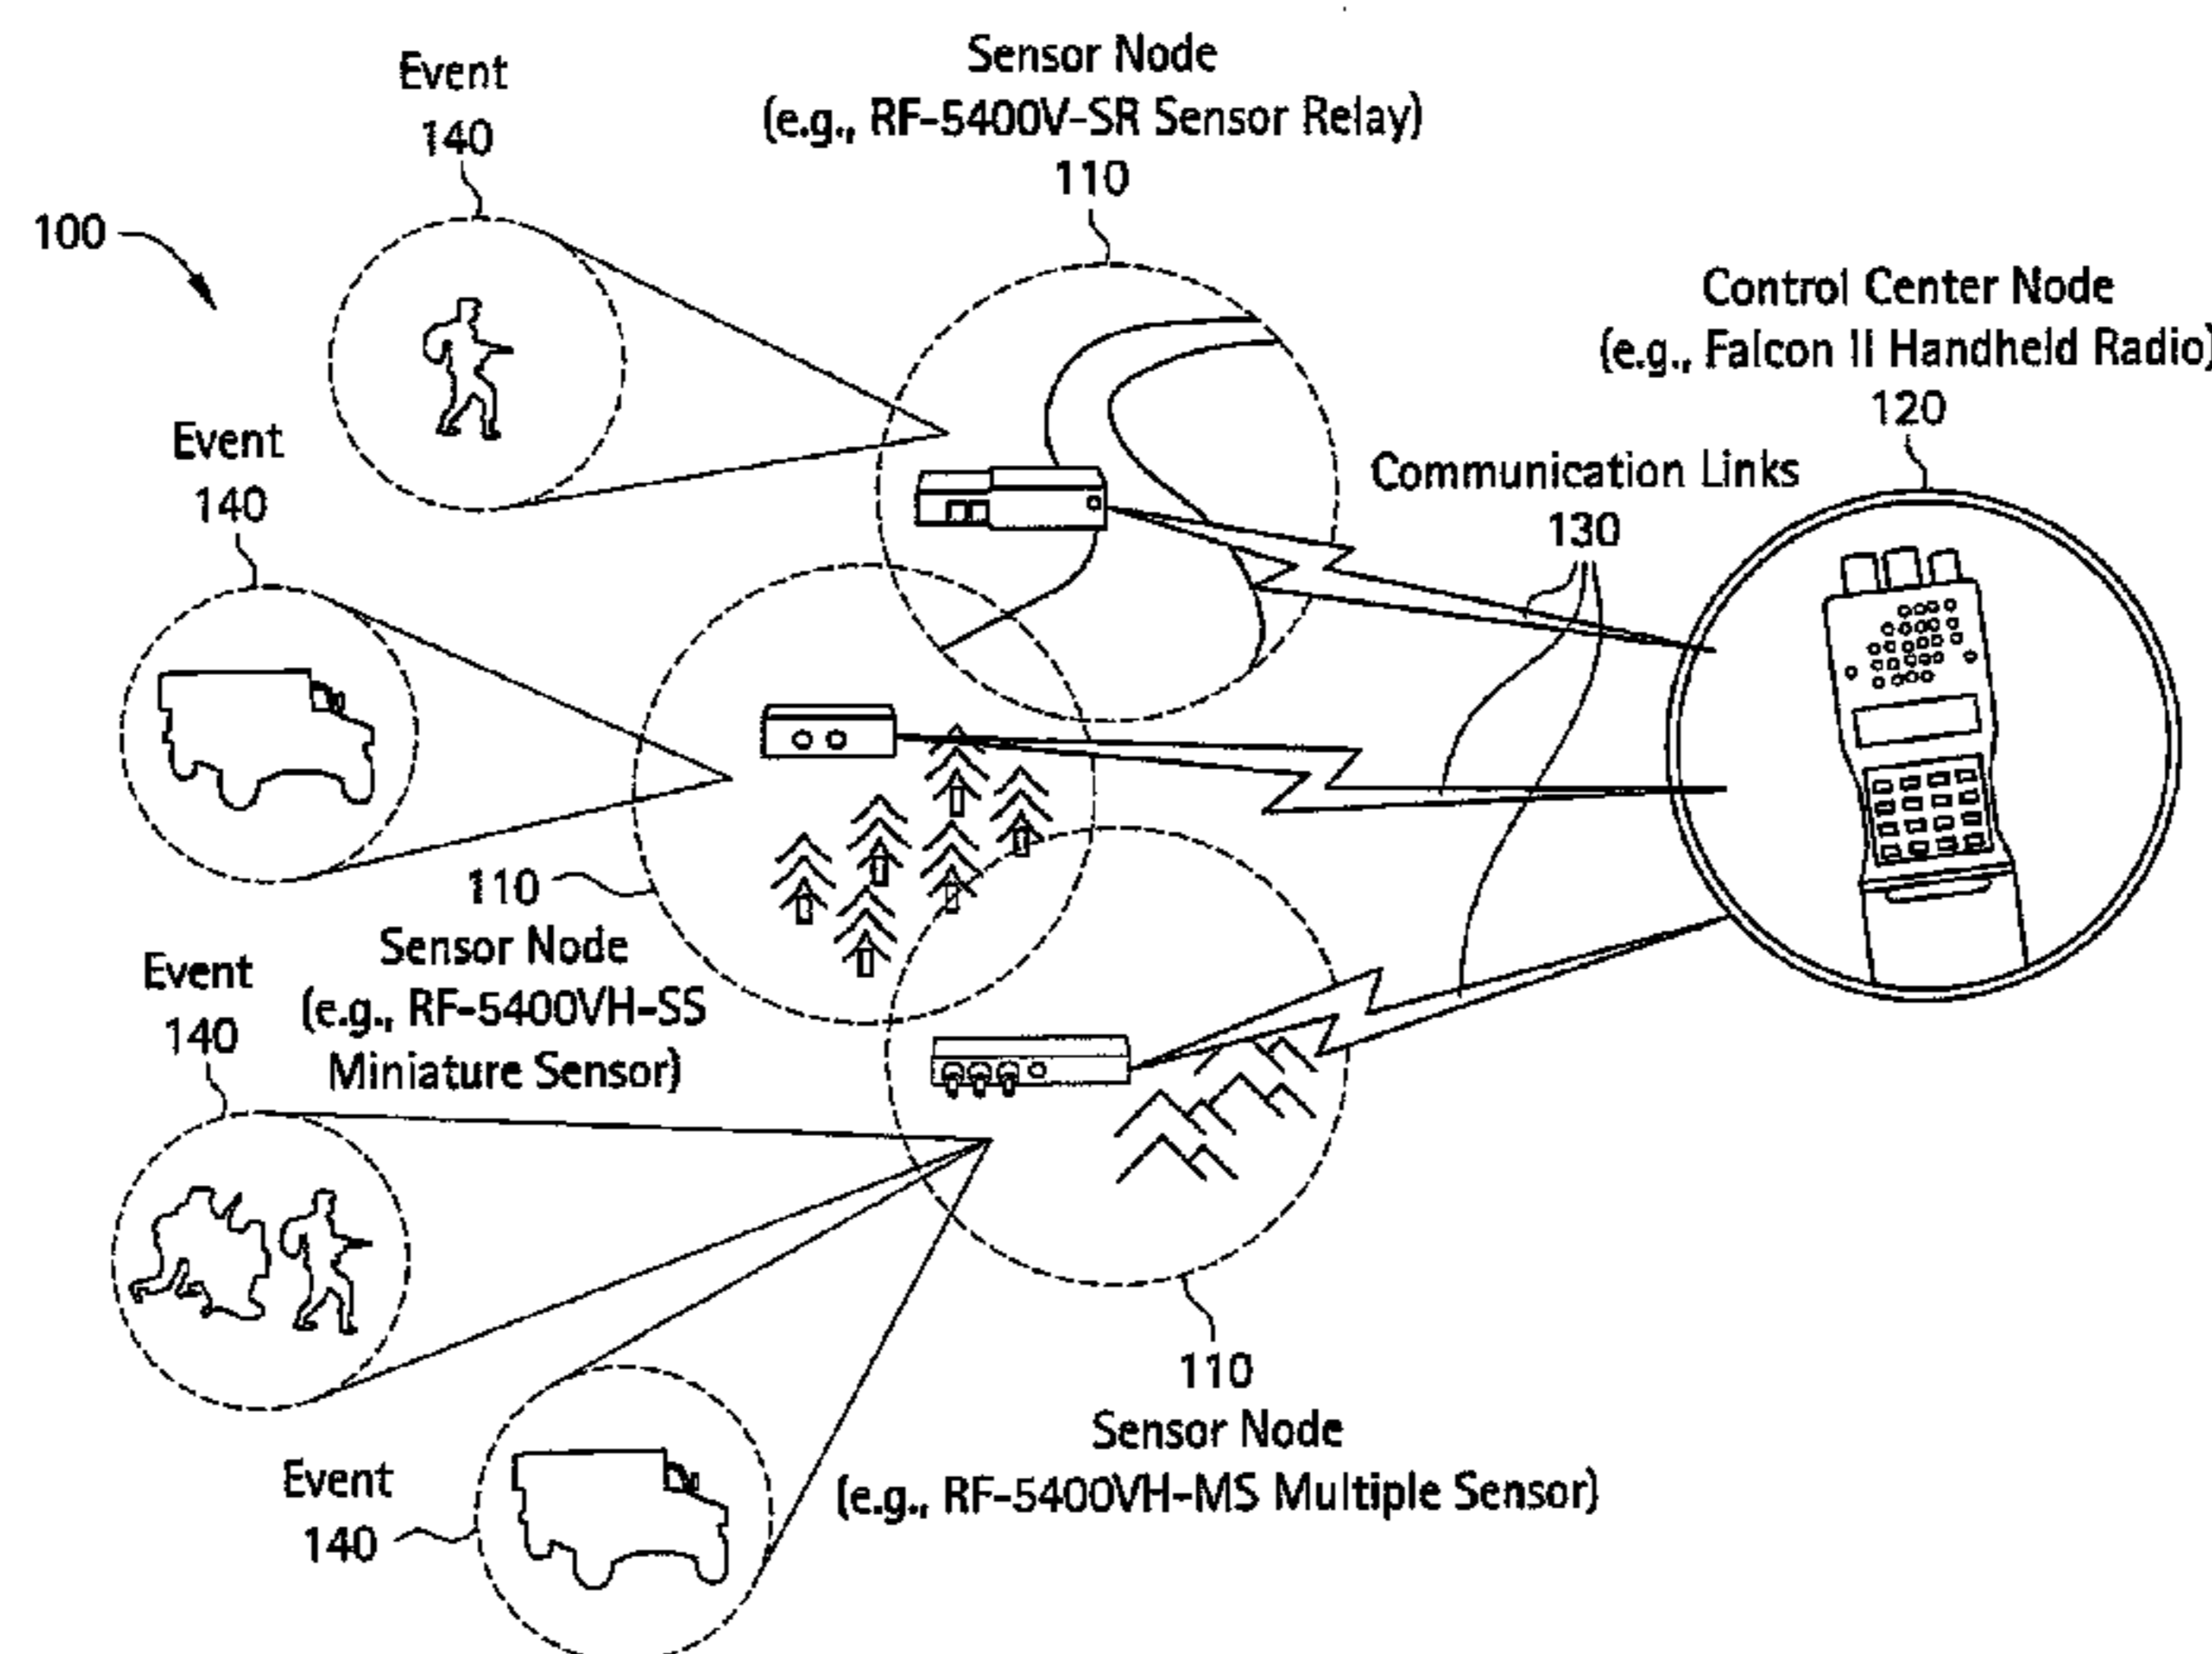 Event
140
Sensor Node
(e.g., RF-5400V-SR Sensor Relay)
110
100
Control Center Node
(e.g., Falcon II Handheld Radio)
120
Event
140
Communication Links
130
110
Sensor Node
(e.g., RF-5400VH-SS
Miniature Sensor)
Event
140
110
Sensor Node
(e.g., RF-5400VH-MS Multiple Sensor)
Event
140